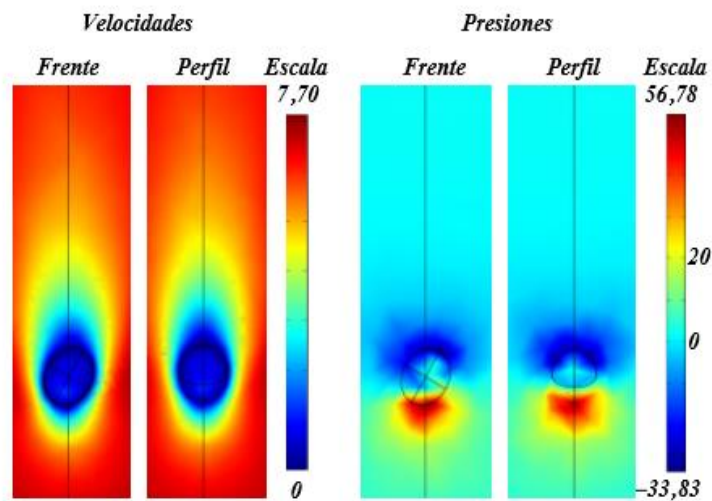 Velocidades
Frente Perfil Escala
7,70
0
Presiones
Frente Perfil Escala
56,78
20
0
–33,83